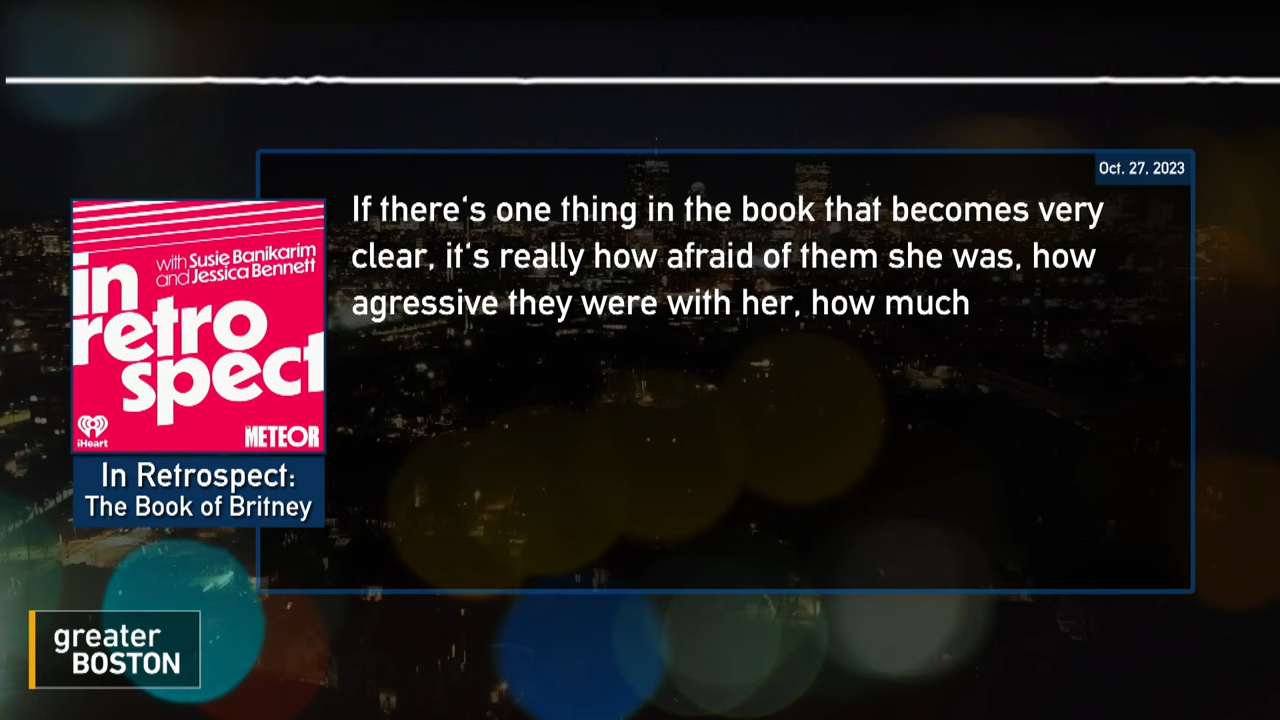 Oct. 27, 2023
If there's one thing in the book that becomes very
clear, it's really how afraid of them she was, how
agressive they were with her, how much
with Susie Banikarim
and Jessica Bennett
in
retro
spect
iHeart
METEOR
In Retrospect:
The Book of Britney
greater
BOSTON